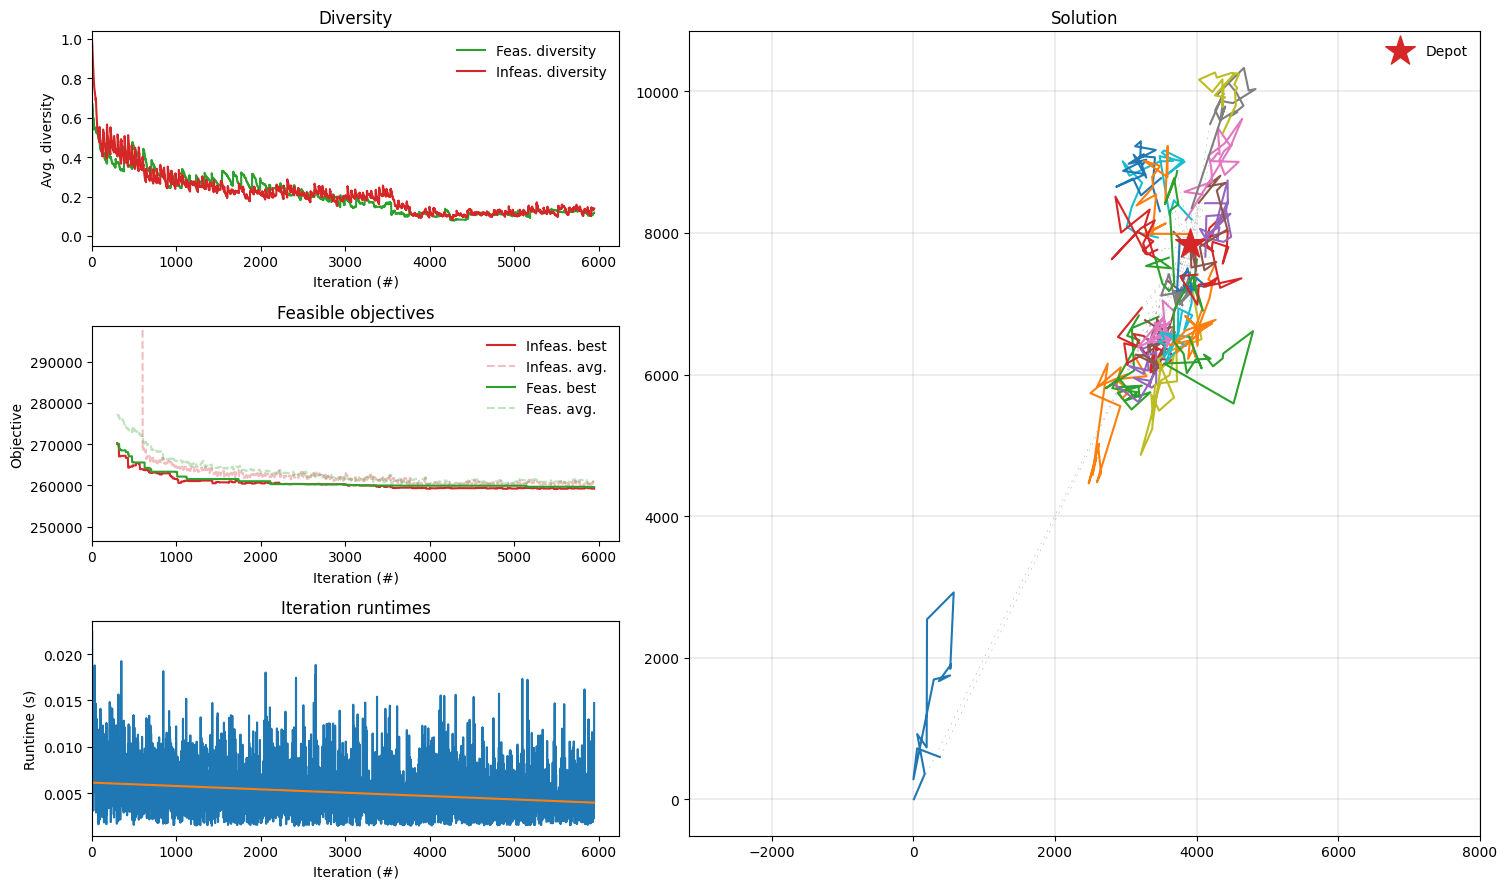 Diversity
Avg. diversity
1.0
0.8
0.6
0.4
0.2
0.0
Feas. diversity
Infeas. diversity
0 1000 2000 3000 4000 5000 6000
Iteration (#)
Feasible objectives
Objective
290000
280000
270000
260000
250000
Infeas. best
Infeas. avg.
Feas. best
Feas. avg.
0 1000 2000 3000 4000 5000 6000
Iteration (#)
Iteration runtimes
Runtime (s)
0.020
0.015
0.010
0.005
0 1000 2000 3000 4000 5000 6000
Iteration (#)
Solution
Depot
10000
8000
6000
4000
2000
0
−2000 0 2000 4000 6000 8000